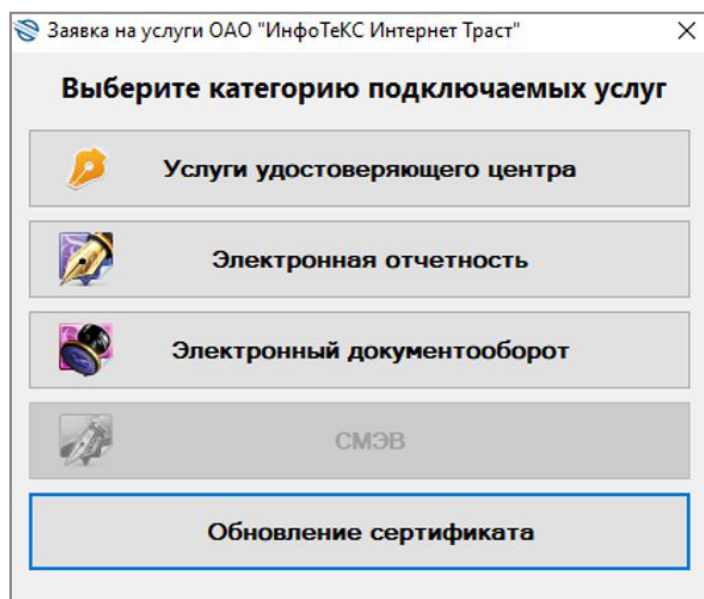 Заявка на услуги ОАО "ИнфоТеКС Интернет Траст"
Выберите категорию подключаемых услуг
Услуги удостоверяющего центра
Электронная отчетность
Электронный документооборот
СМЭВ
Обновление сертификата